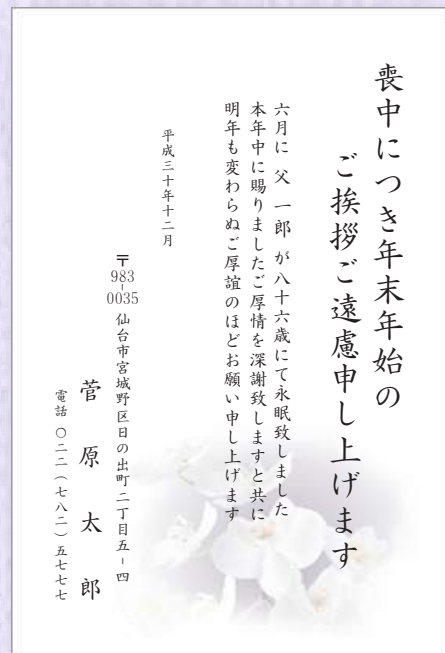 喪中につき年末年始の
ご挨拶ご遠慮申し上げます
六月に 父 一郎 が八十六歳にて永眠致しました
本年中に賜りましたご厚情を深謝致しますと共に
明年も変わらぬご厚誼のほどお願い申し上げます
平成三十年十二月
〒983-0035 仙台市宮城野区日の出町二丁目五-四
菅原太郎
電話 〇二二(七八二)五七七七